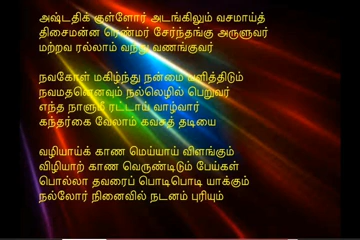 அஷ்டதிக் குள்ளோர் அடங்கிலும் வசமாய்த்
திசைமன்ன ரெண்மர் சேர்ந்தங்கு அருளுவர்
மற்றவ ரல்லாம் வந்து வணங்குவர்
நவகோள் மகிழ்ந்து நன்மை யளித்திடும்
நவமதனெனவும் நல்லெழில் பெறுவர்
எந்த நாளுமீ ரட்டாய் வாழ்வார்
கந்தர்கை வேலாம் கவசத் தடியை
வழியாய்க் காண மெய்யாய் விளங்கும்
விழியாற் காண வெருண்டிடும் பேய்கள்
பொல்லா தவரைப் பொடிபொடி யாக்கும்
நல்லோர் நினைவில் நடனம் புரியும்